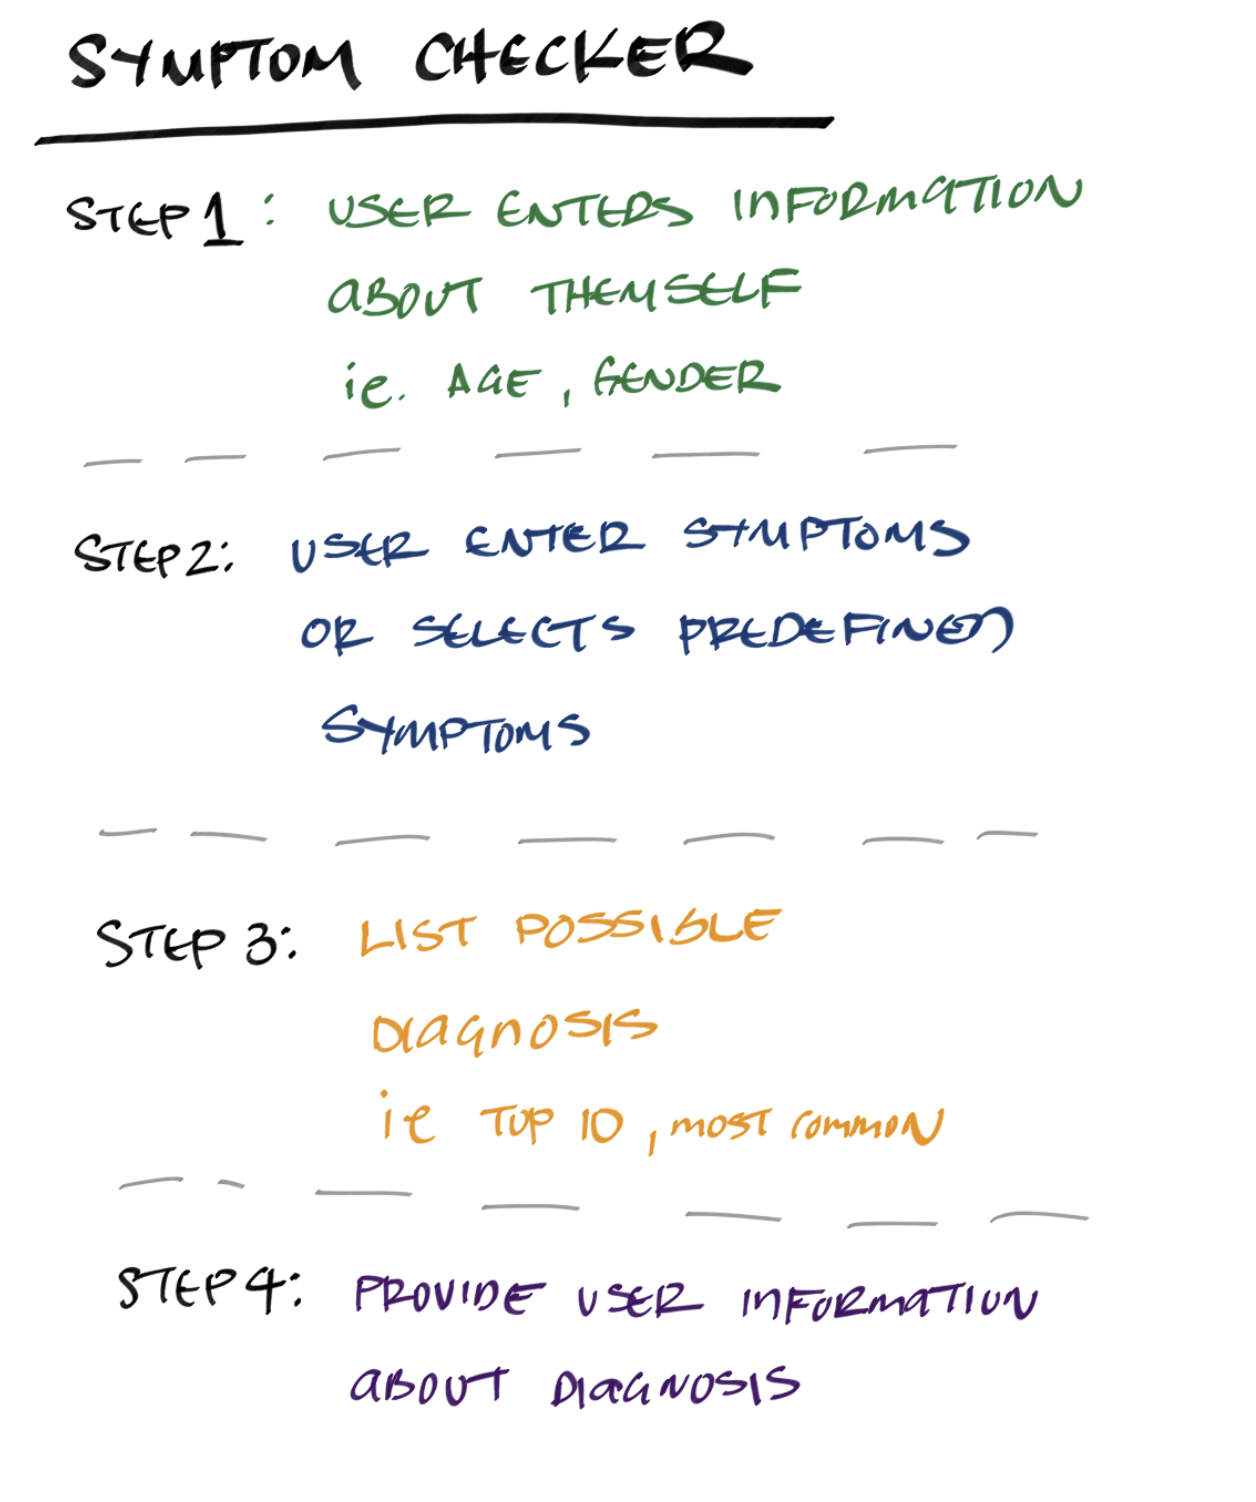 SYMPTOM CHECKER
STEP 1: USER ENTERS INFORMATION
ABOUT THEMSELF
ie. AGE, GENDER
STEP 2: USER ENTER SYMPTOMS
OR SELECTS PREDEFINED
SYMPTOMS
STEP 3: LIST POSSIBLE
DIAGNOSIS
ie TOP 10, most common
STEP 4: PROVIDE USER INFORMATION
ABOUT DIAGNOSIS